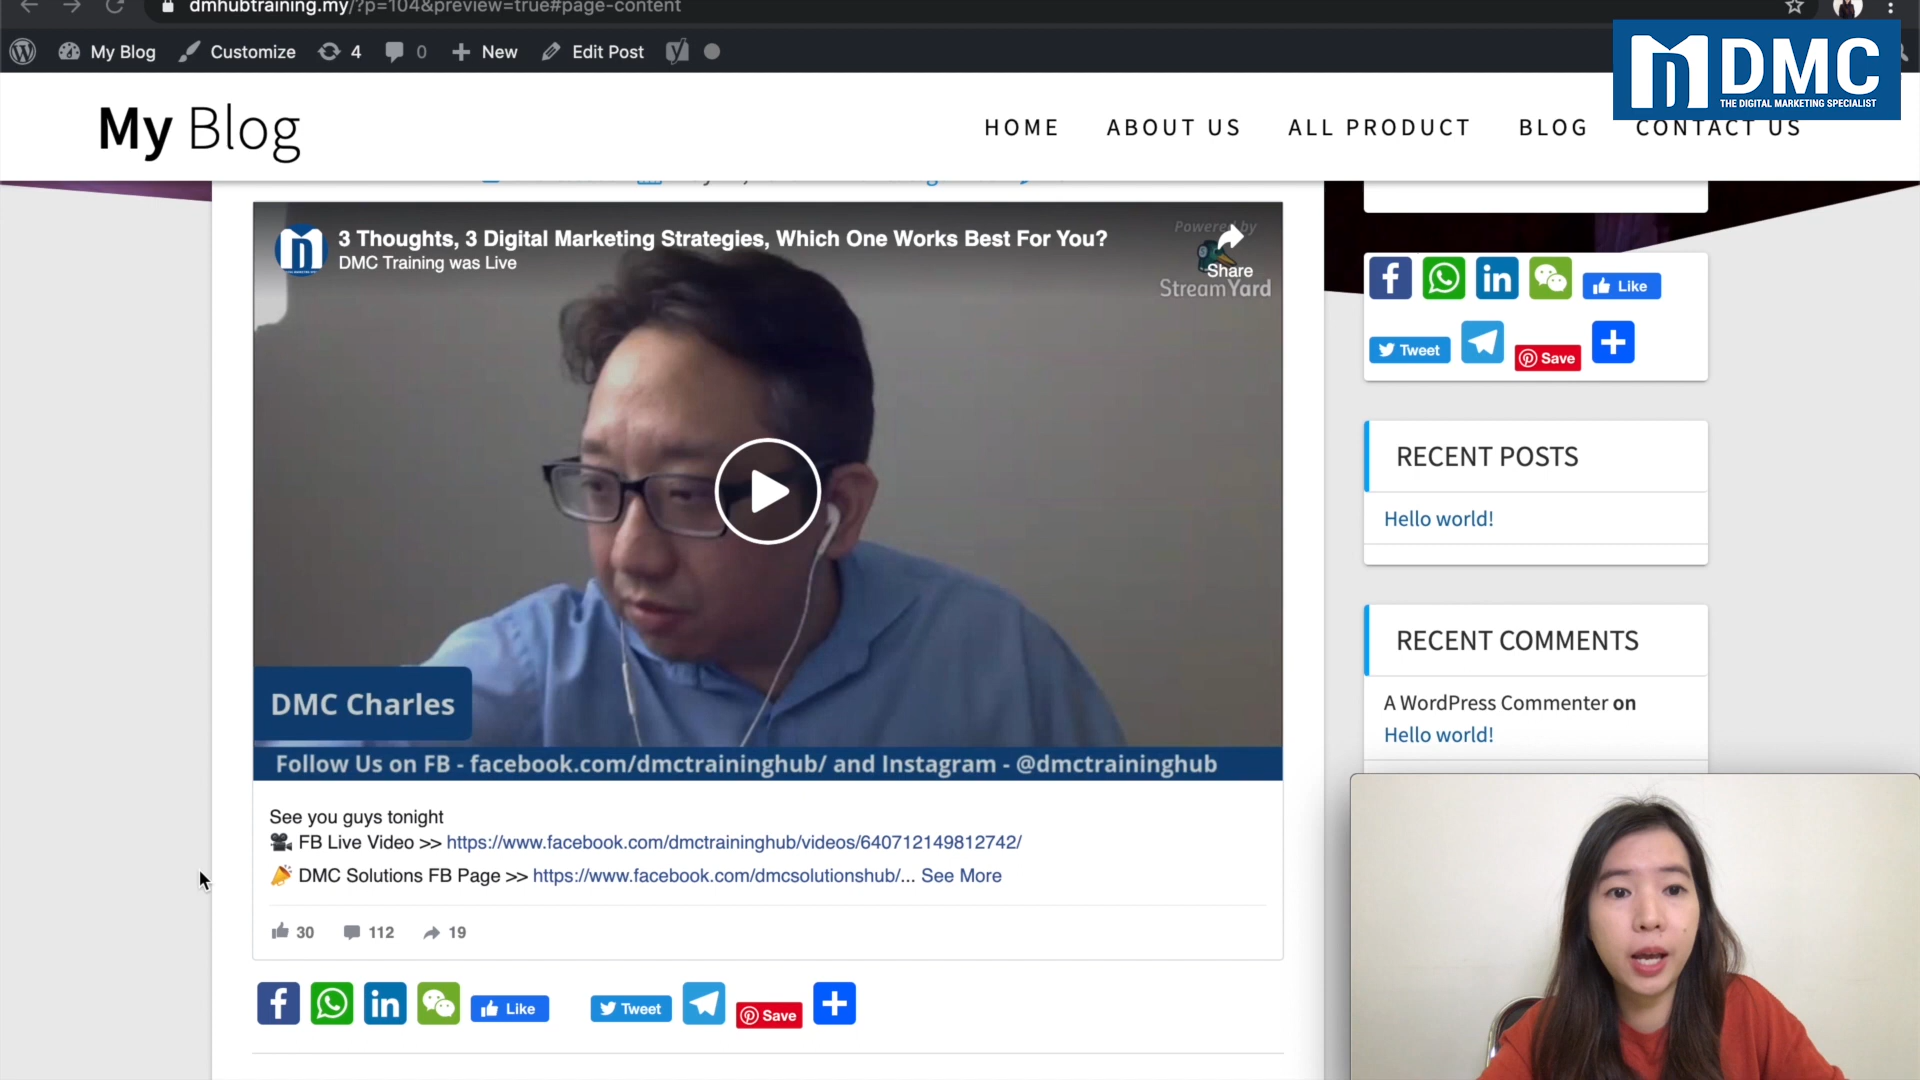 dmhubtraining.my/?p=104&preview=true#page-content
My Blog
Customize
4
0
New
Edit Post
DMC
THE DIGITAL MARKETING SPECIALIST
My Blog
HOME
ABOUT US
ALL PRODUCT
BLOG
CONTACT US
3 Thoughts, 3 Digital Marketing Strategies, Which One Works Best For You?
DMC Training was Live
Powered by
Share
StreamYard
DMC Charles
Follow Us on FB - facebook.com/dmctraininghub/ and Instagram - @dmctraininghub
See you guys tonight
FB Live Video >> https://www.facebook.com/dmctraininghub/videos/640712149812742/
DMC Solutions FB Page >> https://www.facebook.com/dmcsolutionshub/... See More
30
112
19
Like
Tweet
Save
Like
Tweet
Save
RECENT POSTS
Hello world!
RECENT COMMENTS
A WordPress Commenter on
Hello world!